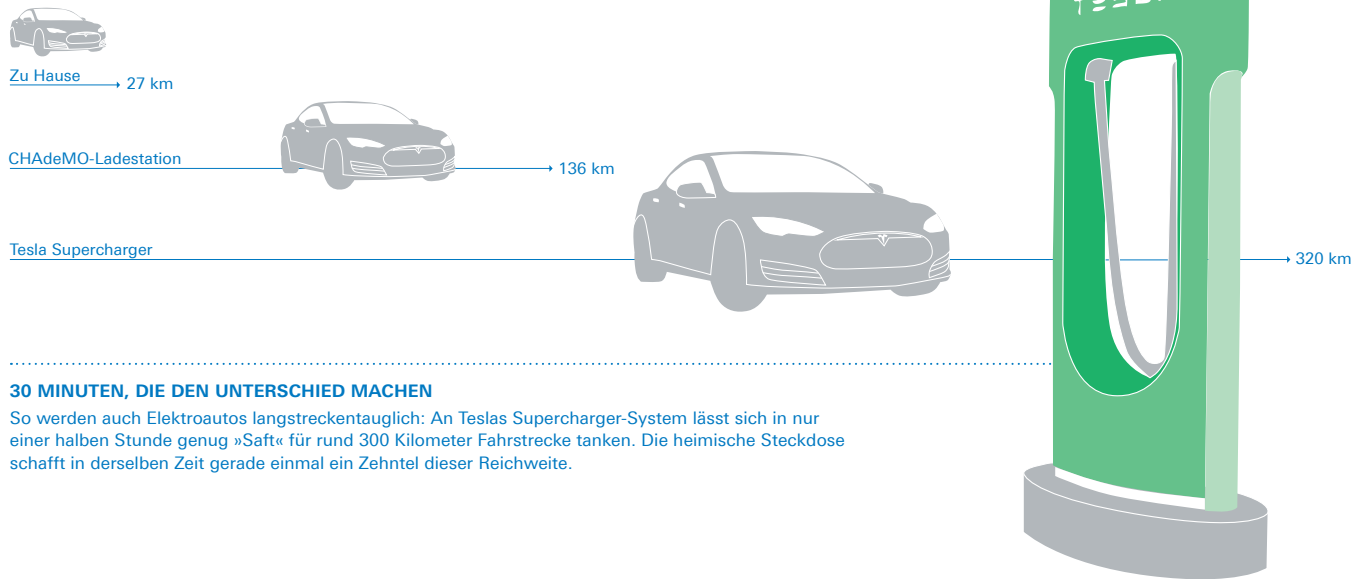 Zu Hause
27 km
CHAdeMO-Ladestation
136 km
Tesla Supercharger
320 km
30 MINUTEN, DIE DEN UNTERSCHIED MACHEN
So werden auch Elektroautos langstreckentauglich: An Teslas Supercharger-System lässt sich in nur
einer halben Stunde genug »Saft« für rund 300 Kilometer Fahrstrecke tanken. Die heimische Steckdose
schafft in derselben Zeit gerade einmal ein Zehntel dieser Reichweite.